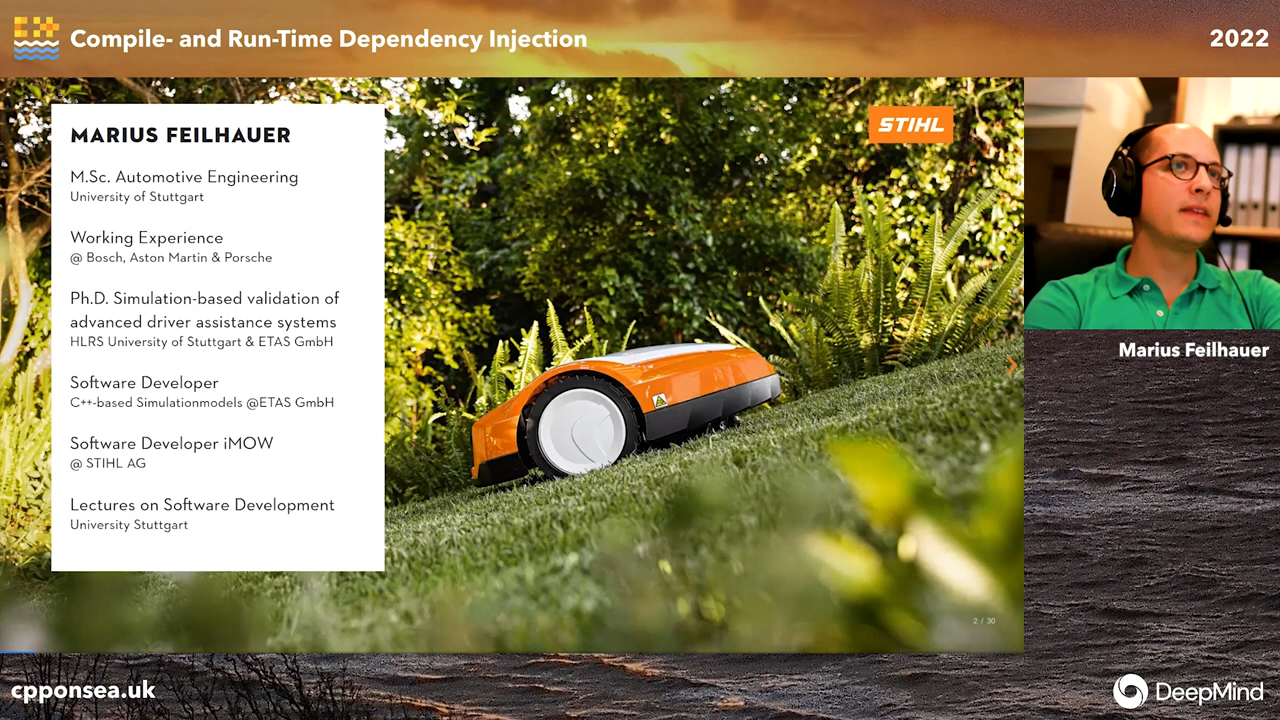 Compile- and Run-Time Dependency Injection
2022
MARIUS FEILHAUER
M.Sc. Automotive Engineering
University of Stuttgart
Working Experience
@ Bosch, Aston Martin & Porsche
Ph.D. Simulation-based validation of
advanced driver assistance systems
HLRS University of Stuttgart & ETAS GmbH
Software Developer
C++-based Simulationmodels @ETAS GmbH
Software Developer iMOW
@ STIHL AG
Lectures on Software Development
University Stuttgart
STIHL
2 / 30
Marius Feilhauer
cpponsea.uk
DeepMind